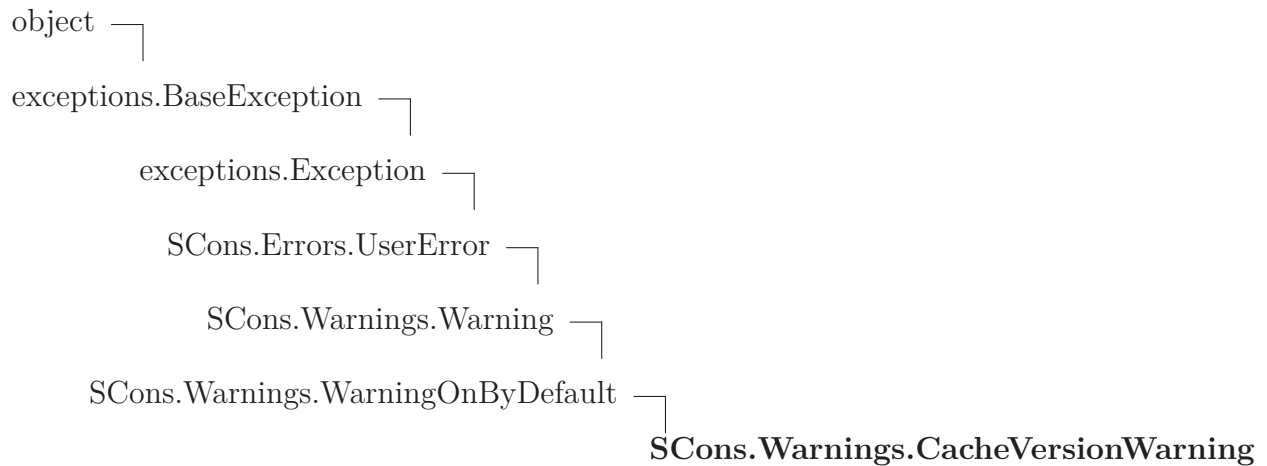 object
exceptions.BaseException
exceptions.Exception
SCons.Errors.UserError
SCons.Warnings.Warning
SCons.Warnings.WarningOnByDefault
SCons.Warnings.CacheVersionWarning